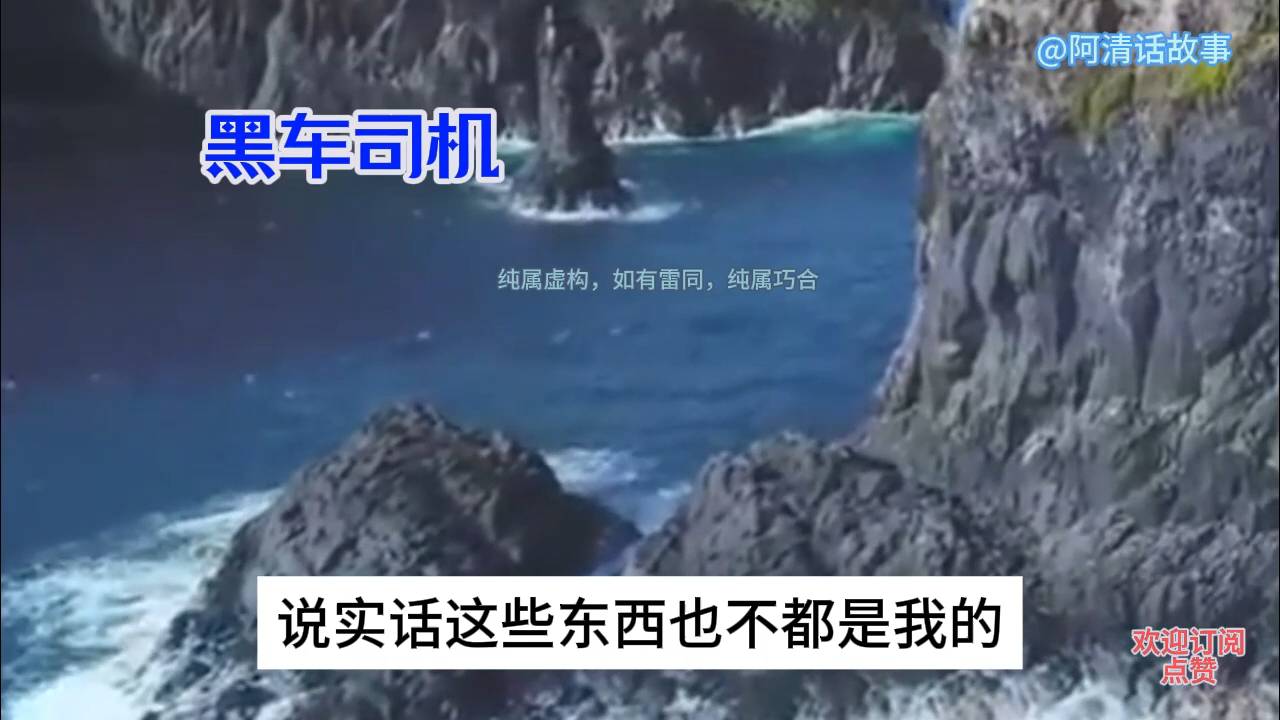 @阿清话故事
黑车司机
纯属虚构，如有雷同，纯属巧合
说实话这些东西也不都是我的
欢迎订阅
点赞